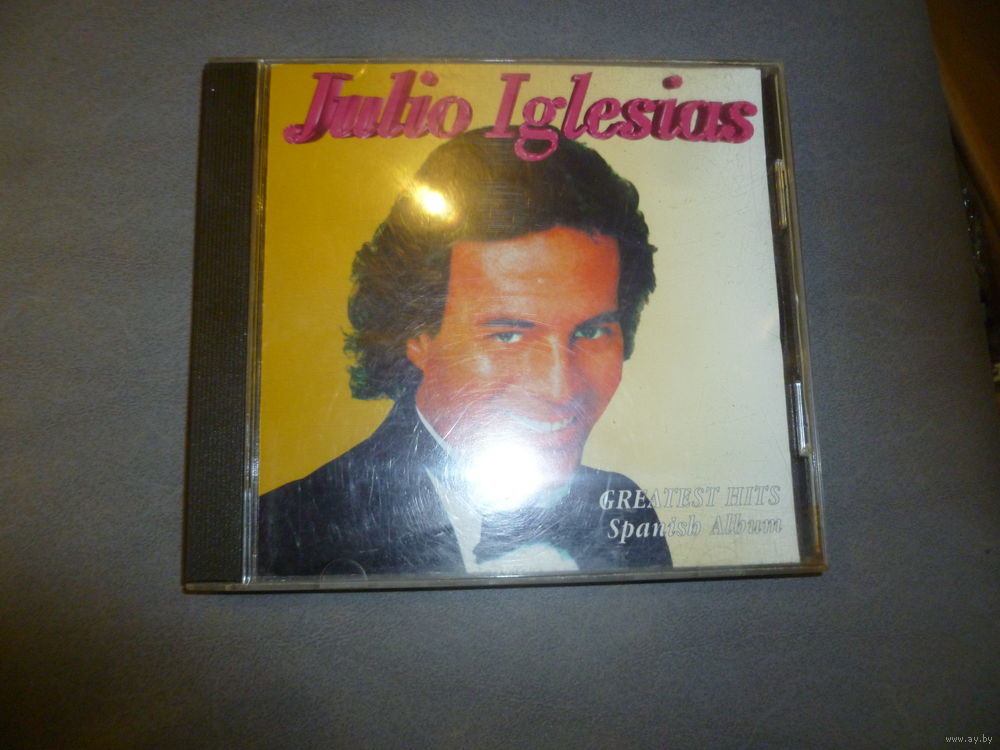 Julio Iglesias
GREATEST HITS
Spanish Album
www.ay.by